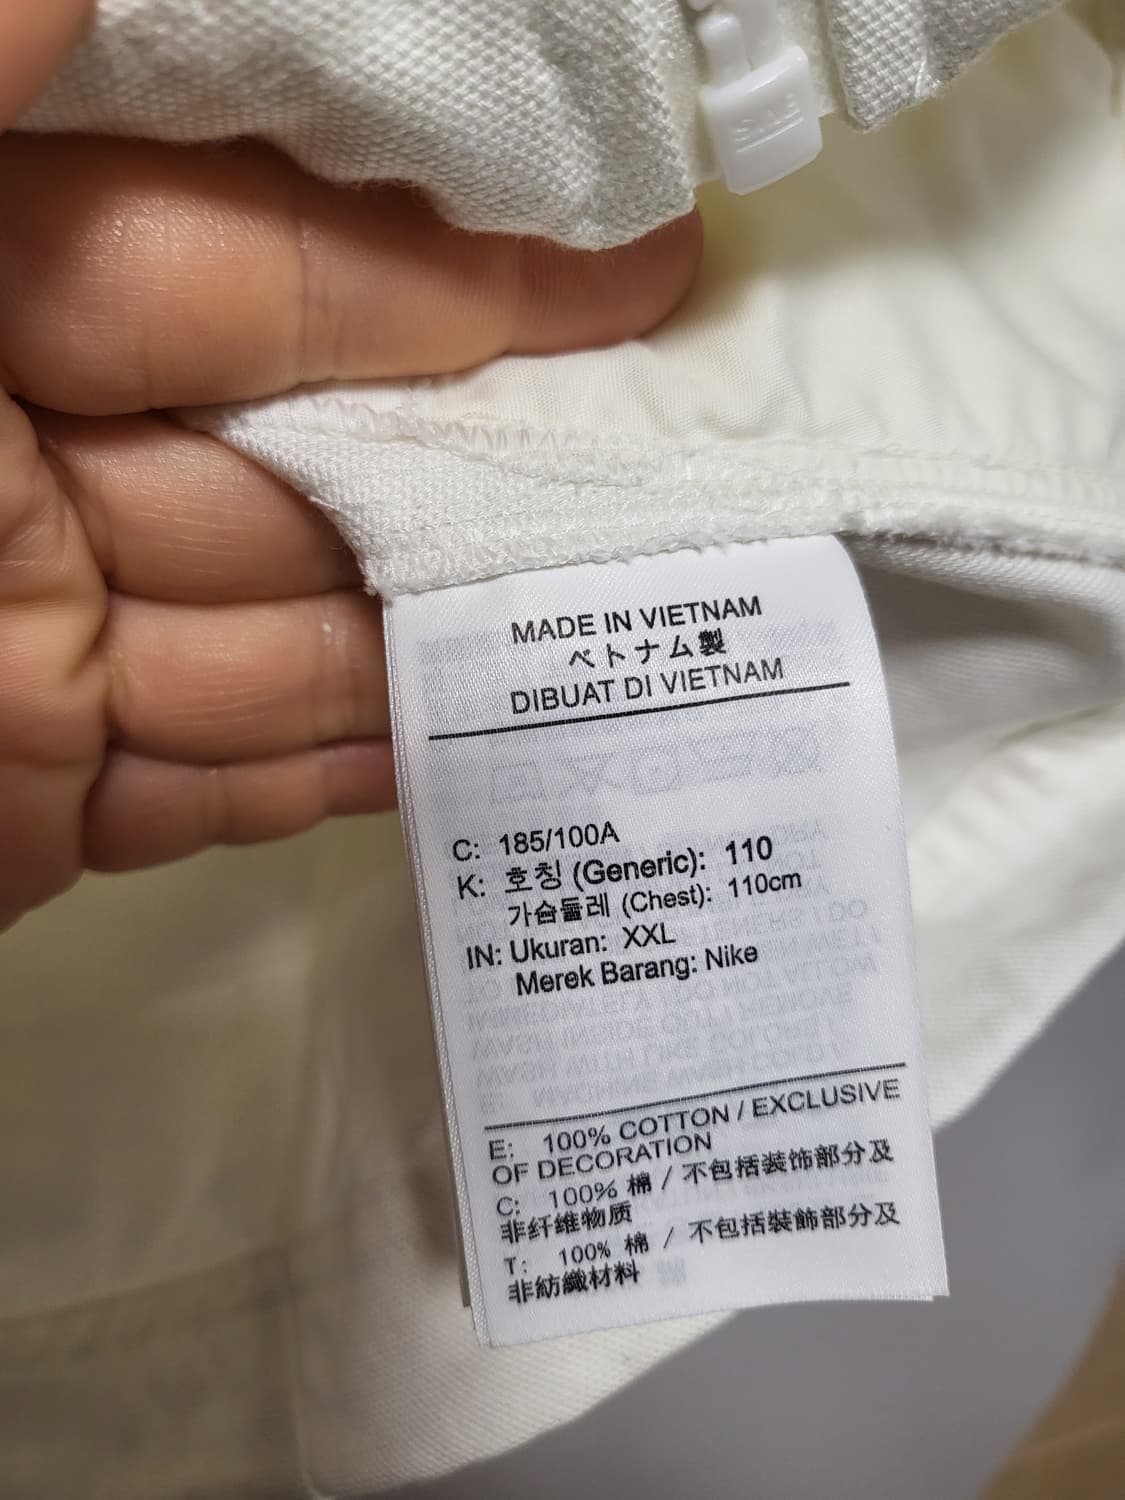 MADE IN VIETNAM
ベトナム製
DIBUAT DI VIETNAM
C: 185/100A
K: 호칭 (Generic): 110
가슴둘레 (Chest): 110cm
IN: Ukuran: XXL
Merek Barang: Nike
E: 100% COTTON / EXCLUSIVE
OF DECORATION
C: 100% 棉 / 不包括装饰部分及
非纤维物质
T: 100% 棉 / 不包括裝飾部分及
非紡織材料